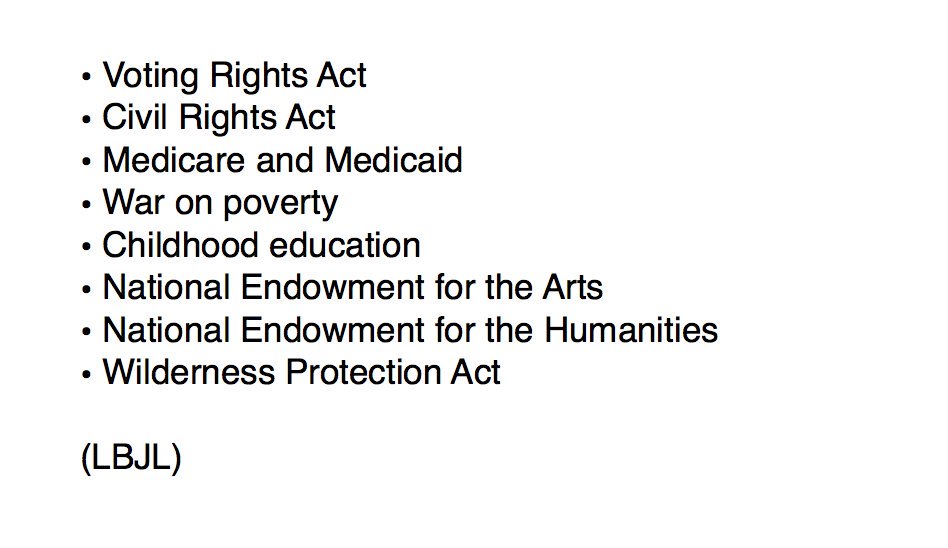 • Voting Rights Act
• Civil Rights Act
• Medicare and Medicaid
• War on poverty
• Childhood education
• National Endowment for the Arts
• National Endowment for the Humanities
• Wilderness Protection Act
(LBJL)